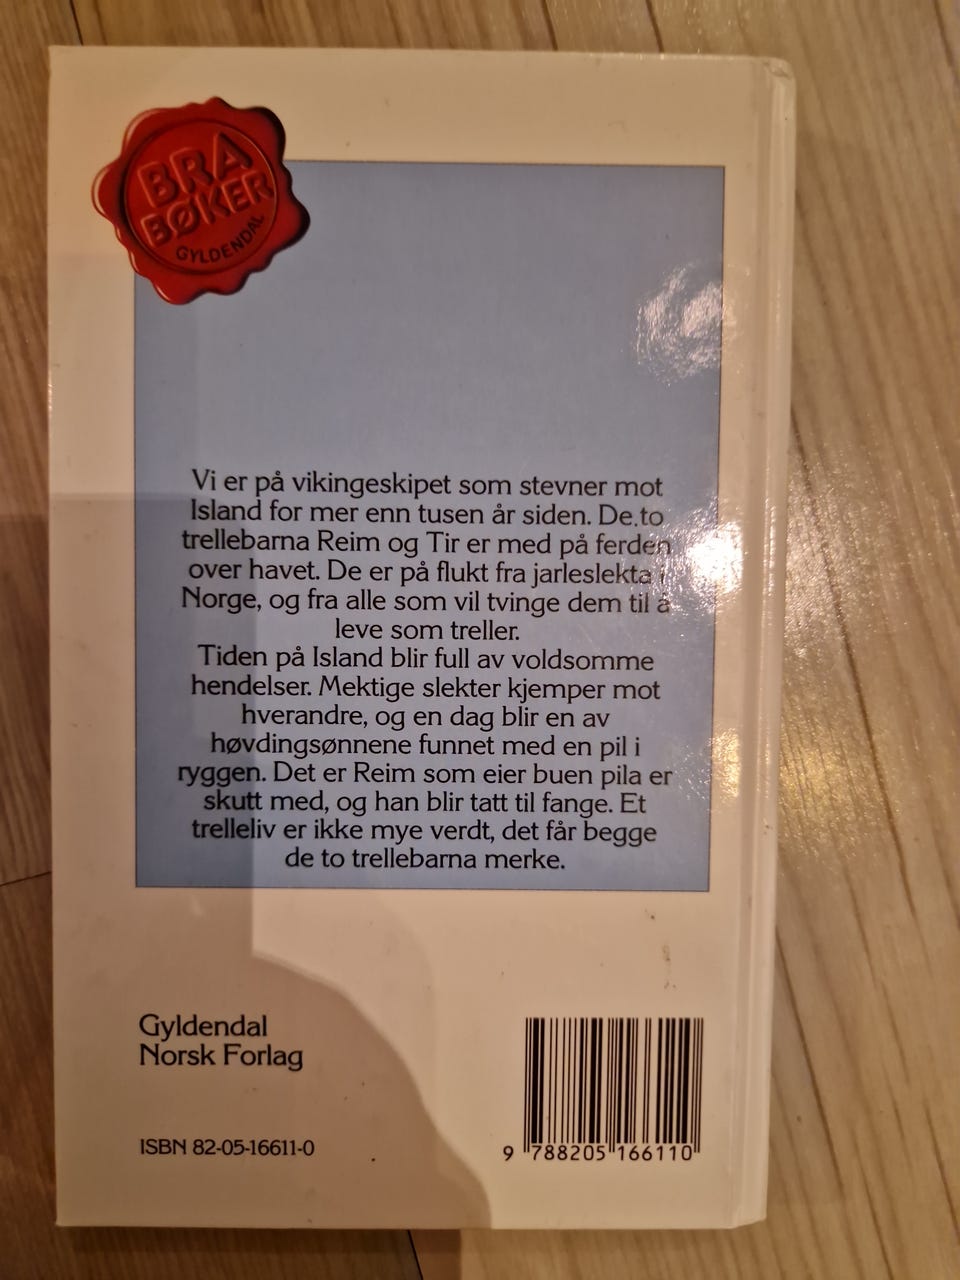 BRA
BØKER
GYLDENDAL
Vi er på vikingeskipet som stevner mot
Island for mer enn tusen år siden. De to
trellebarna Reim og Tir er med på ferden
over havet. De er på flukt fra jarleslekta i
Norge, og fra alle som vil tvinge dem til å
leve som treller.
Tiden på Island blir full av voldsomme
hendelser. Mektige slekter kjemper mot
hverandre, og en dag blir en av
høvdingsønnene funnet med en pil i
ryggen. Det er Reim som eier buen pila er
skutt med, og han blir tatt til fange. Et
trelleliv er ikke mye verdt, det får begge
de to trellebarna merke.
Gyldendal
Norsk Forlag
ISBN 82-05-16611-0
9 788205 166110